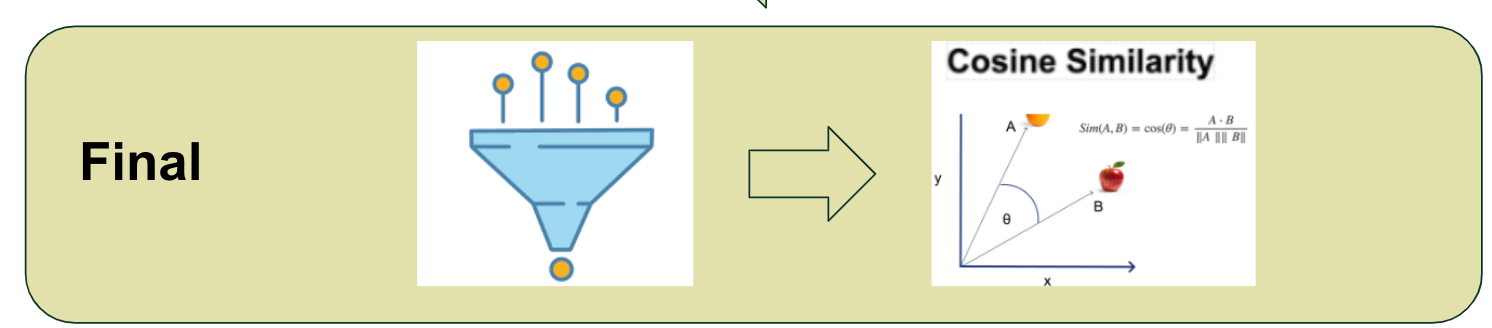 Final
Cosine Similarity
A
Sim(A, B) = cos(θ) = A · B / ‖A ‖‖ B‖
y
B
θ
x